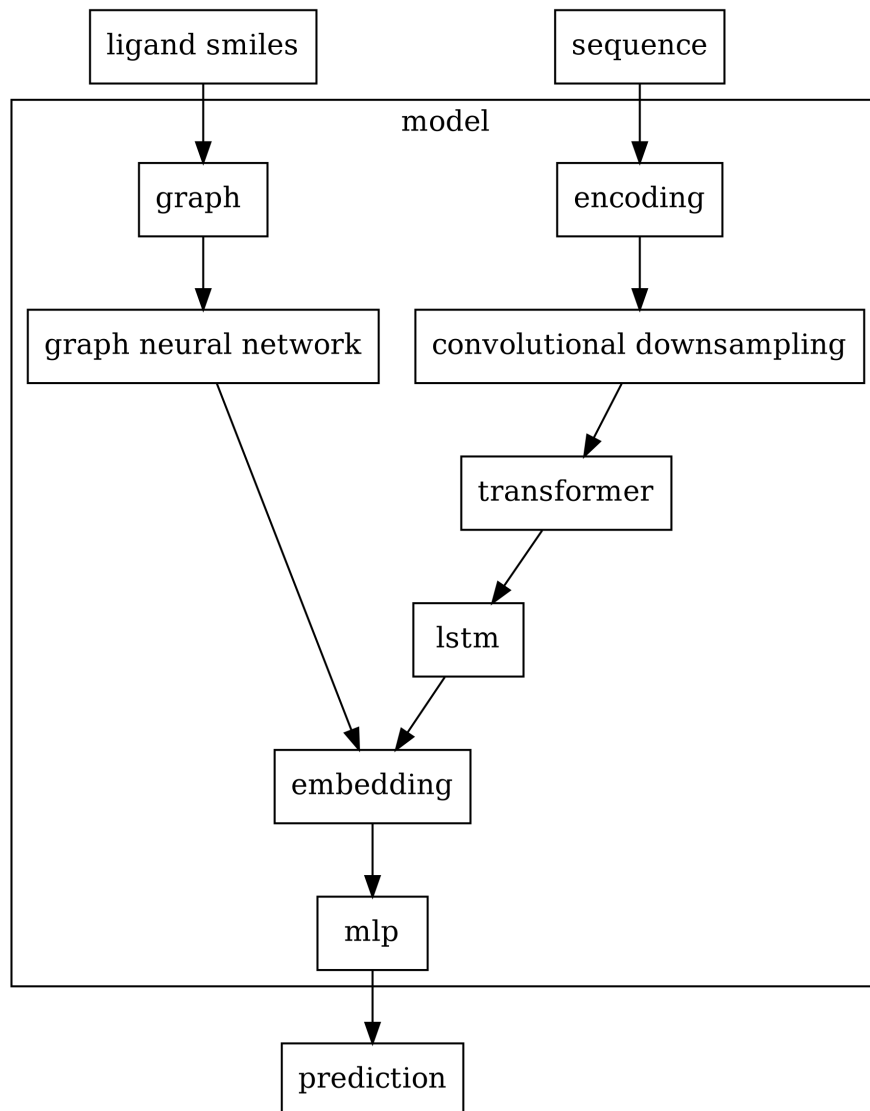 ligand smiles
sequence
model
graph
encoding
graph neural network
convolutional downsampling
transformer
lstm
embedding
mlp
prediction